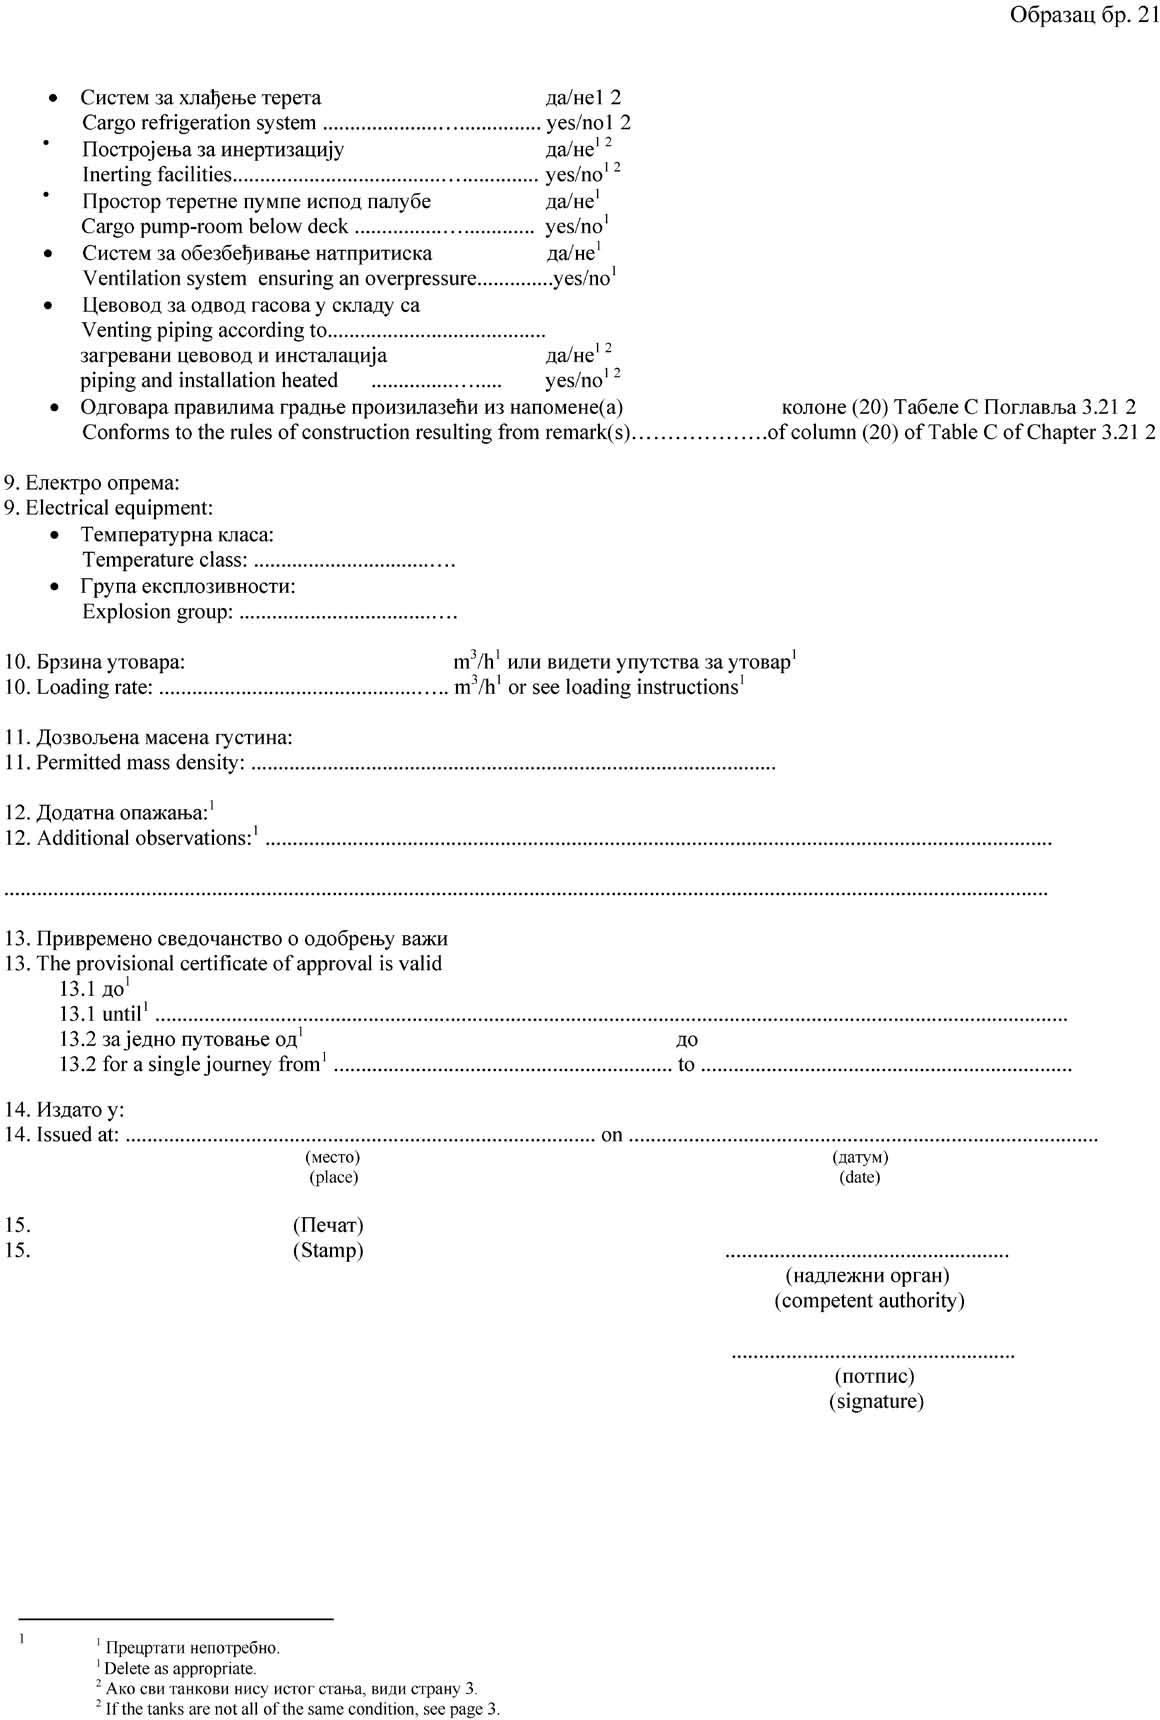 Образац бр. 21
• Систем за хлађење терета да/не1 2
Cargo refrigeration system ........................................ yes/no1 2
• Постројења за инертизацију да/не¹ ²
Inerting facilities........................................................ yes/no¹ ²
• Простор теретне пумпе испод палубе да/не¹
Cargo pump-room below deck ................................. yes/no¹
• Систем за обезбеђивање натпритиска да/не¹
Ventilation system ensuring an overpressure..............yes/no¹
• Цевовод за одвод гасова у складу са
Venting piping according to........................................
загревани цевовод и инсталација да/не¹ ²
piping and installation heated ........................ yes/no¹ ²
• Одговара правилима градње произилазећи из напомене(а) колоне (20) Табеле С Поглавља 3.21 2
Conforms to the rules of construction resulting from remark(s)…………………of column (20) of Table C of Chapter 3.21 2
9. Електро опрема:
9. Electrical equipment:
• Температурна класа:
Temperature class: ....................................
• Група експлозивности:
Explosion group: .......................................
10. Брзина утовара: m³/h¹ или видети упутства за утовар¹
10. Loading rate: .................................................... m³/h¹ or see loading instructions¹
11. Дозвољена масена густина:
11. Permitted mass density: ................................................................................................
12. Додатна опажања:¹
12. Additional observations:¹ ................................................................................................................................................
...............................................................................................................................................................................................
13. Привремено сведочанство о одобрењу важи
13. The provisional certificate of approval is valid
13.1 до¹
13.1 until¹ .......................................................................................................................................................................
13.2 за једно путовање од¹ до
13.2 for a single journey from¹ .............................................................. to ....................................................................
14. Издато у:
14. Issued at: ...................................................................................... on ......................................................................................
(место) (датум)
(place) (date)
15. (Печат)
15. (Stamp) ....................................................
(надлежни орган)
(competent authority)
....................................................
(потпис)
(signature)
1 ¹ Прецртати непотребно.
¹ Delete as appropriate.
² Ако сви танкови нису истог стања, види страну 3.
² If the tanks are not all of the same condition, see page 3.